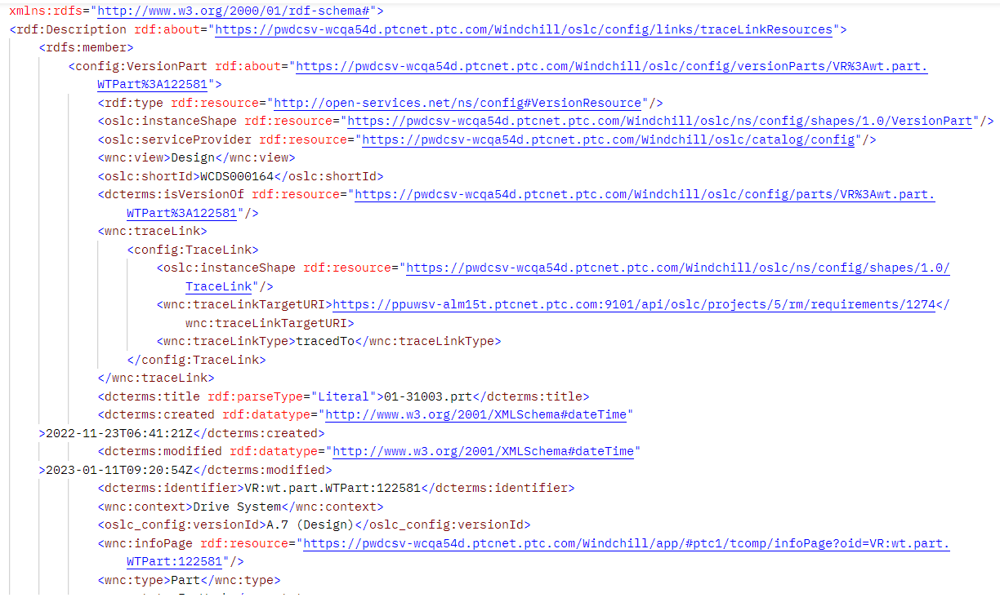 xmlns:rdfs="http://www.w3.org/2000/01/rdf-schema#">
<rdf:Description rdf:about="https://pwdcsv-wcqa54d.ptcnet.ptc.com/Windchill/oslc/config/links/traceLinkResources">
<rdfs:member>
<config:VersionPart rdf:about="https://pwdcsv-wcqa54d.ptcnet.ptc.com/Windchill/oslc/config/versionParts/VR%3Awt.part.
WTPart%3A122581">
<rdf:type rdf:resource="http://open-services.net/ns/config#VersionResource"/>
<oslc:instanceShape rdf:resource="https://pwdcsv-wcqa54d.ptcnet.ptc.com/Windchill/oslc/ns/config/shapes/1.0/VersionPart"/>
<oslc:serviceProvider rdf:resource="https://pwdcsv-wcqa54d.ptcnet.ptc.com/Windchill/oslc/catalog/config"/>
<wnc:view>Design</wnc:view>
<oslc:shortId>WCDS000164</oslc:shortId>
<dcterms:isVersionOf rdf:resource="https://pwdcsv-wcqa54d.ptcnet.ptc.com/Windchill/oslc/config/parts/VR%3Awt.part.
WTPart%3A122581"/>
<wnc:traceLink>
<config:TraceLink>
<oslc:instanceShape rdf:resource="https://pwdcsv-wcqa54d.ptcnet.ptc.com/Windchill/oslc/ns/config/shapes/1.0/
TraceLink"/>
<wnc:traceLinkTargetURI>https://ppuwsv-alm15t.ptcnet.ptc.com:9101/api/oslc/projects/5/rm/requirements/1274</
wnc:traceLinkTargetURI>
<wnc:traceLinkType>tracedTo</wnc:traceLinkType>
</config:TraceLink>
</wnc:traceLink>
<dcterms:title rdf:parseType="Literal">01-31003.prt</dcterms:title>
<dcterms:created rdf:datatype="http://www.w3.org/2001/XMLSchema#dateTime"
>2022-11-23T06:41:21Z</dcterms:created>
<dcterms:modified rdf:datatype="http://www.w3.org/2001/XMLSchema#dateTime"
>2023-01-11T09:20:54Z</dcterms:modified>
<dcterms:identifier>VR:wt.part.WTPart:122581</dcterms:identifier>
<wnc:context>Drive System</wnc:context>
<oslc_config:versionId>A.7 (Design)</oslc_config:versionId>
<wnc:infoPage rdf:resource="https://pwdcsv-wcqa54d.ptcnet.ptc.com/Windchill/app/#ptc1/tcomp/infoPage?oid=VR:wt.part.
WTPart:122581"/>
<wnc:type>Part</wnc:type>